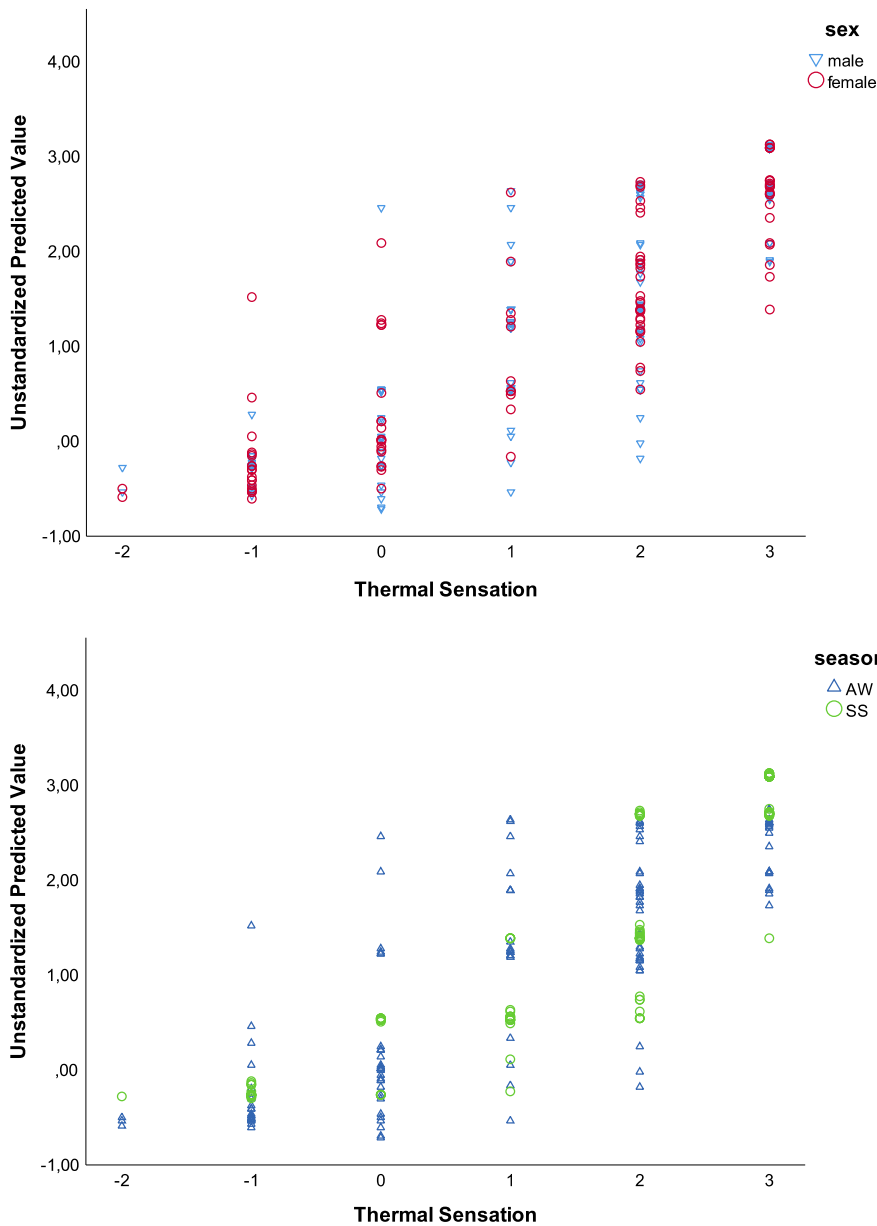 sex
male
female
4,00
3,00
2,00
1,00
,00
-1,00
Unstandardized Predicted Value
-2 -1 0 1 2 3
Thermal Sensation
season
AW
SS
4,00
3,00
2,00
1,00
,00
-1,00
Unstandardized Predicted Value
-2 -1 0 1 2 3
Thermal Sensation